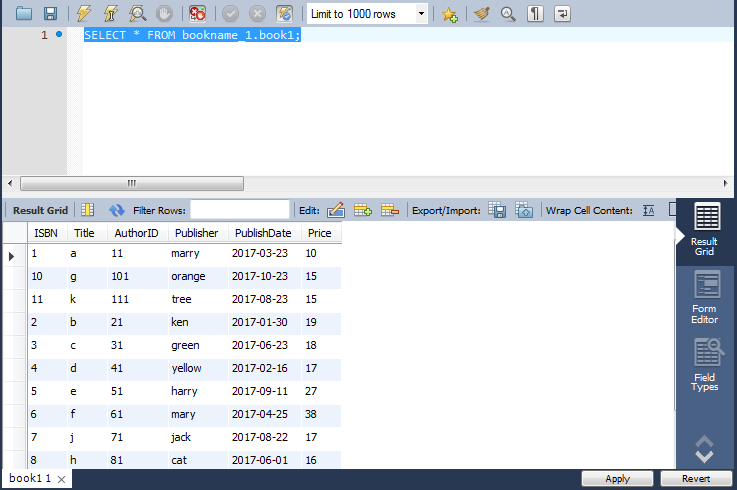 Limit to 1000 rows
1 SELECT * FROM bookname_1.book1;
Result Grid Filter Rows: Edit: Export/Import: Wrap Cell Content:
ISBN Title AuthorID Publisher PublishDate Price
1 a 11 marry 2017-03-23 10
10 g 101 orange 2017-10-23 15
11 k 111 tree 2017-08-23 15
2 b 21 ken 2017-01-30 19
3 c 31 green 2017-06-23 18
4 d 41 yellow 2017-02-16 17
5 e 51 harry 2017-09-11 27
6 f 61 mary 2017-04-25 38
7 j 71 jack 2017-08-22 17
8 h 81 cat 2017-06-01 16
Result
Grid
Form
Editor
Field
Types
book1 1
Apply Revert